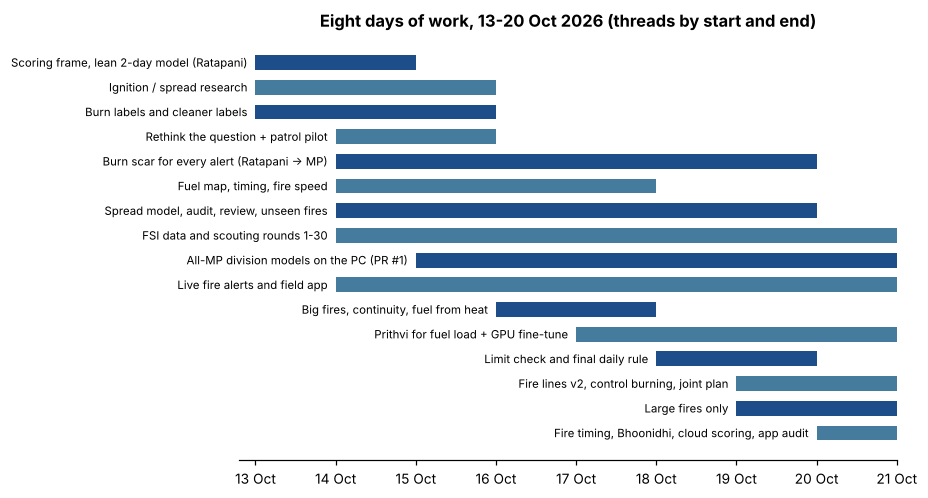 Eight days of work, 13-20 Oct 2026 (threads by start and end)
Scoring frame, lean 2-day model (Ratapani)
Ignition / spread research
Burn labels and cleaner labels
Rethink the question + patrol pilot
Burn scar for every alert (Ratapani → MP)
Fuel map, timing, fire speed
Spread model, audit, review, unseen fires
FSI data and scouting rounds 1-30
All-MP division models on the PC (PR #1)
Live fire alerts and field app
Big fires, continuity, fuel from heat
Prithvi for fuel load + GPU fine-tune
Limit check and final daily rule
Fire lines v2, control burning, joint plan
Large fires only
Fire timing, Bhoonidhi, cloud scoring, app audit
13 Oct 14 Oct 15 Oct 16 Oct 17 Oct 18 Oct 19 Oct 20 Oct 21 Oct